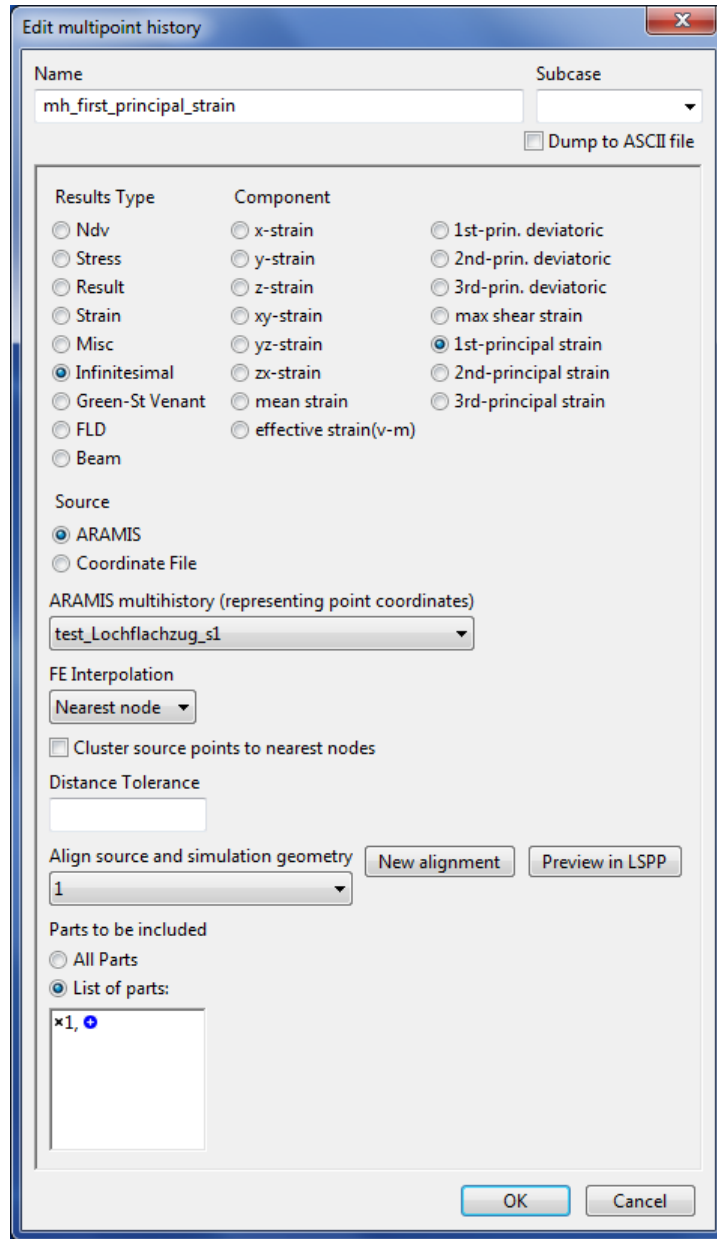 Edit multipoint history
Name
Subcase
mh_first_principal_strain
Dump to ASCII file
Results Type
Component
Ndv
x-strain
1st-prin. deviatoric
Stress
y-strain
2nd-prin. deviatoric
Result
z-strain
3rd-prin. deviatoric
Strain
xy-strain
max shear strain
Misc
yz-strain
1st-principal strain
Infinitesimal
zx-strain
2nd-principal strain
Green-St Venant
mean strain
3rd-principal strain
FLD
effective strain(v-m)
Beam
Source
ARAMIS
Coordinate File
ARAMIS multihistory (representing point coordinates)
test_Lochflachzug_s1
FE Interpolation
Nearest node
Cluster source points to nearest nodes
Distance Tolerance
Align source and simulation geometry
New alignment
Preview in LSPP
1
Parts to be included
All Parts
List of parts:
×1,
OK
Cancel